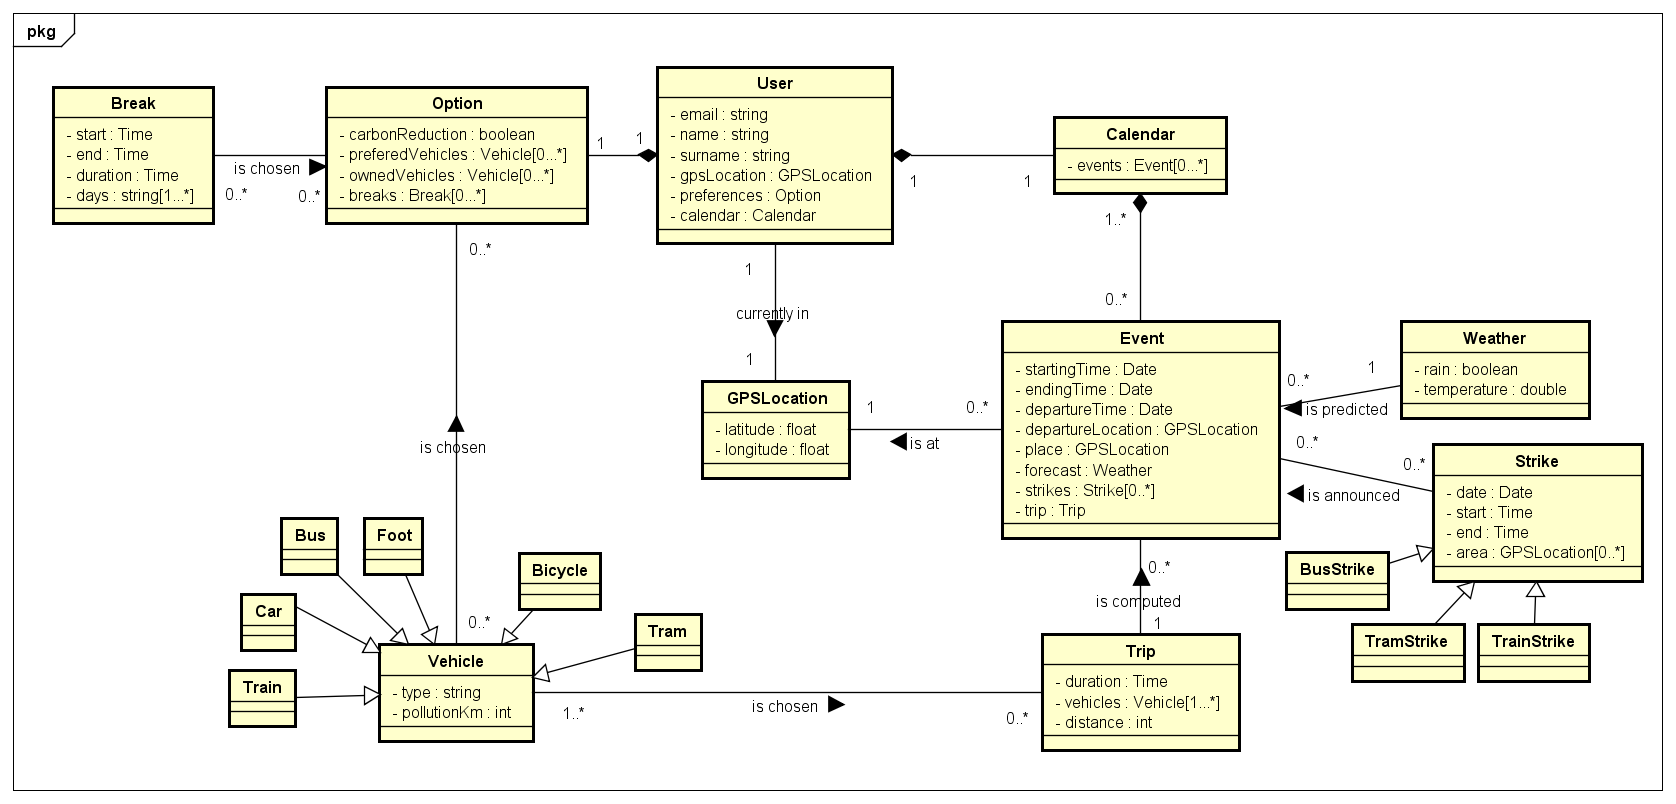 pkg
Break
- start : Time
- end : Time
- duration : Time
- days : string[1...*]
is chosen
0..*
0..*
Option
- carbonReduction : boolean
- preferedVehicles : Vehicle[0...*]
- ownedVehicles : Vehicle[0...*]
- breaks : Break[0...*]
1
1
User
- email : string
- name : string
- surname : string
- gpsLocation : GPSLocation
- preferences : Option
- calendar : Calendar
1
1
Calendar
- events : Event[0...*]
1..*
0..*
0..*
is chosen
0..*
1
currently in
1
GPSLocation
- latitude : float
- longitude : float
1
0..*
is at
Event
- startingTime : Date
- endingTime : Date
- departureTime : Date
- departureLocation : GPSLocation
- place : GPSLocation
- forecast : Weather
- strikes : Strike[0..*]
- trip : Trip
Weather
- rain : boolean
- temperature : double
1
0..*
is predicted
0..*
0..*
is announced
Strike
- date : Date
- start : Time
- end : Time
- area : GPSLocation[0..*]
BusStrike
TramStrike
TrainStrike
0..*
is computed
1
Bus
Foot
Bicycle
Car
Tram
Train
Vehicle
- type : string
- pollutionKm : int
1..*
is chosen
0..*
Trip
- duration : Time
- vehicles : Vehicle[1...*]
- distance : int